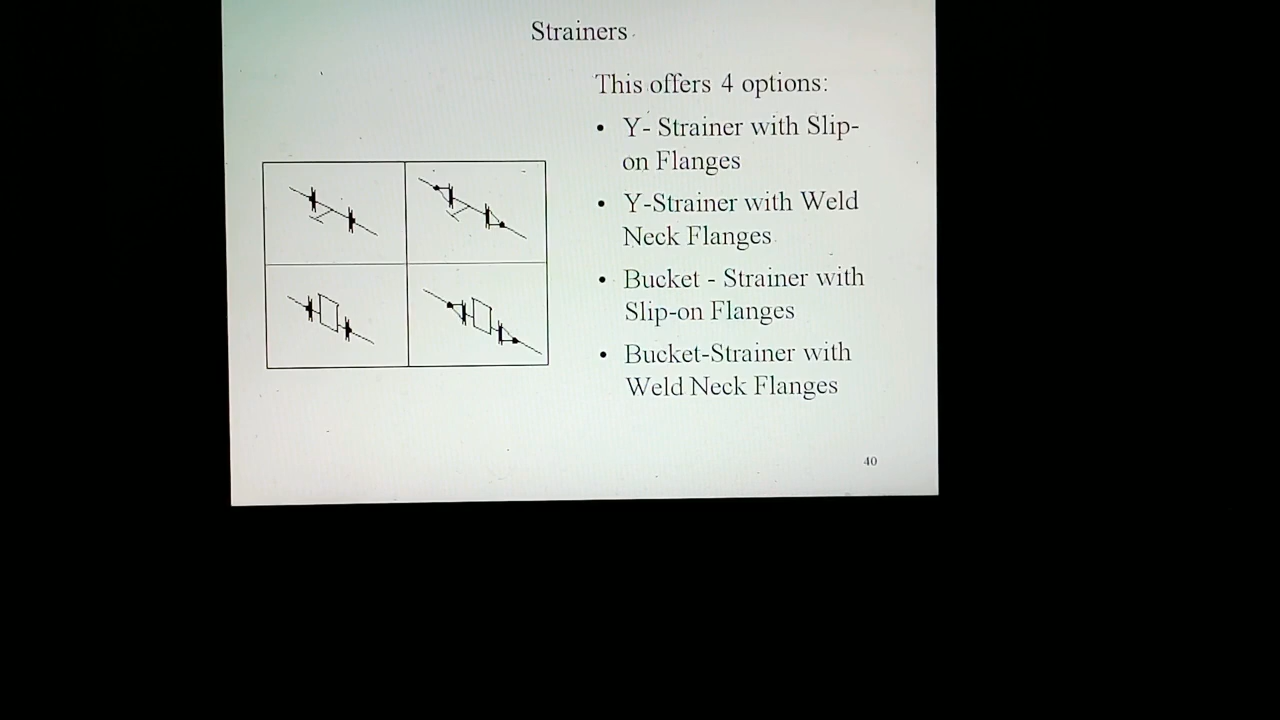 Strainers
This offers 4 options:
• Y- Strainer with Slip-
on Flanges
• Y-Strainer with Weld
Neck Flanges
• Bucket - Strainer with
Slip-on Flanges
• Bucket-Strainer with
Weld Neck Flanges
40